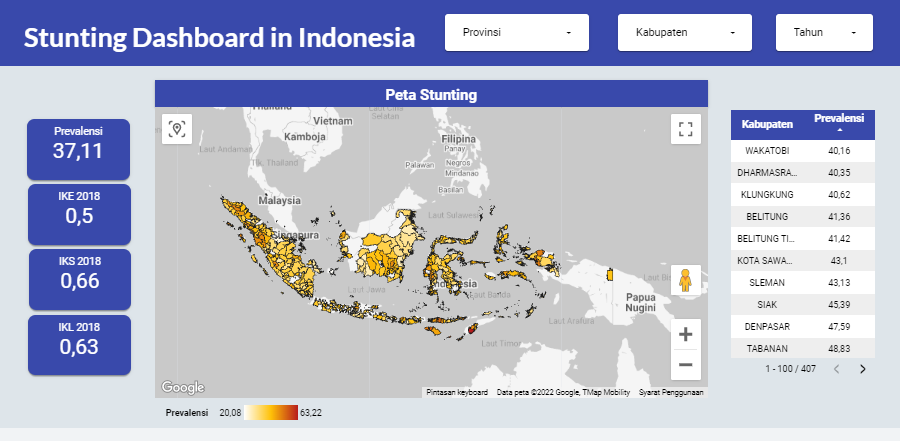 Stunting Dashboard in Indonesia
Provinsi
Kabupaten
Tahun
Prevalensi
37,11
IKE 2018
0,5
IKS 2018
0,66
IKL 2018
0,63
Peta Stunting
Thailand
Vietnam
Kamboja
Laut Cina
Selatan
Laut Andaman
Tlk. Thailand
Filipina
Panay
Negros
Palawan
Mindanao
Basilan
Malaysia
Laut Sulawesi
Singapura
Indonesia
Laut Jawa
Laut Banda
Laut Bi
Papua
Nugini
Laut Arafura
Laut Timor
Google
Pintasan keyboard
Data peta ©2022 Google, TMap Mobility
Syarat Penggunaan
Prevalensi 20,08 63,22
Kabupaten Prevalensi
WAKATOBI 40,16
DHARMASRA... 40,35
KLUNGKUNG 40,62
BELITUNG 41,36
BELITUNG TI... 41,42
KOTA SAWA... 43,1
SLEMAN 43,13
SIAK 45,39
DENPASAR 47,59
TABANAN 48,83
1 - 100 / 407